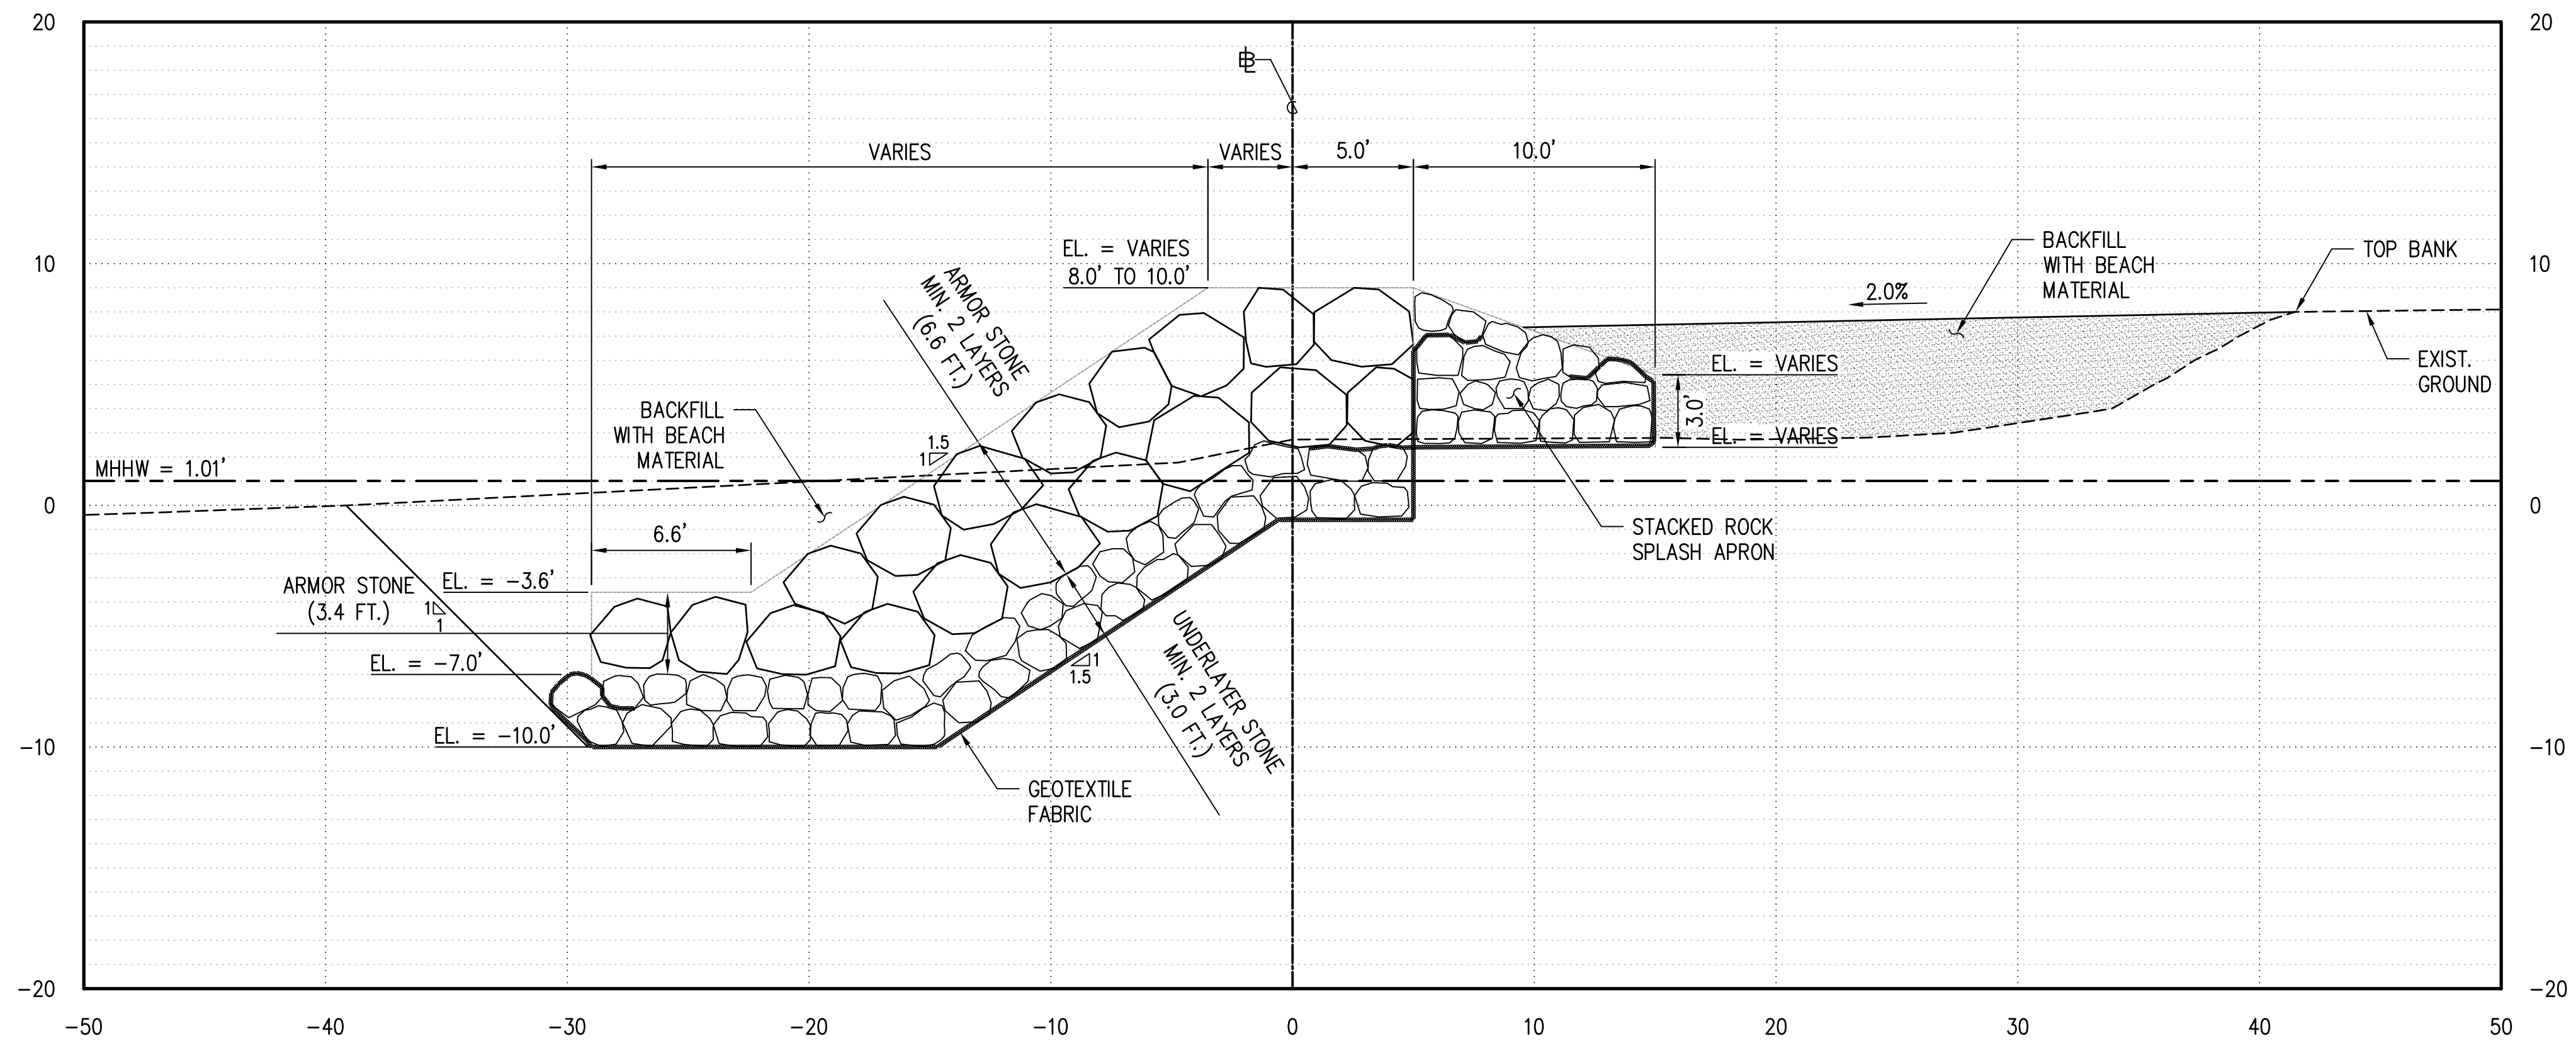 20
20
℄
VARIES
VARIES
5.0'
10.0'
EL. = VARIES
8.0' TO 10.0'
BACKFILL
WITH BEACH
MATERIAL
TOP BANK
10
10
2.0%
ARMOR STONE
MIN. 2 LAYERS
(6.6 FT.)
EL. = VARIES
EXIST.
GROUND
BACKFILL
WITH BEACH
MATERIAL
3.0'
EL. = VARIES
1.5
1
MHHW = 1.01'
0
0
6.6'
STACKED ROCK
SPLASH APRON
EL. = -3.6'
ARMOR STONE
(3.4 FT.)
1
1
EL. = -7.0'
1
1.5
UNDERLAYER STONE
MIN. 2 LAYERS
(3.0 FT.)
EL. = -10.0'
-10
-10
GEOTEXTILE
FABRIC
-20
-20
-50
-40
-30
-20
-10
0
10
20
30
40
50